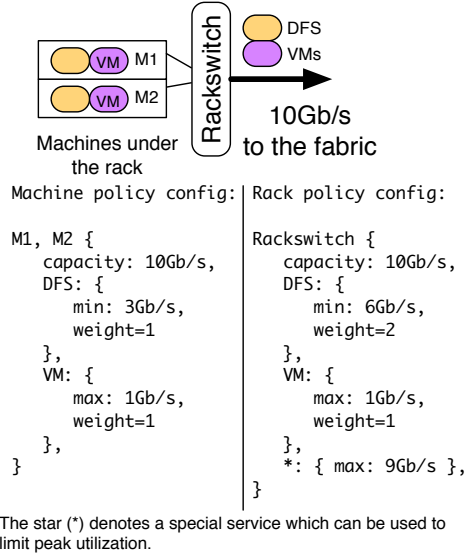 DFS
VMs
VM M1
VM M2
Rackswitch
10Gb/s
to the fabric
Machines under
the rack
Machine policy config:
M1, M2 {
capacity: 10Gb/s,
DFS: {
min: 3Gb/s,
weight=1
},
VM: {
max: 1Gb/s,
weight=1
},
}
Rack policy config:
Rackswitch {
capacity: 10Gb/s,
DFS: {
min: 6Gb/s,
weight=2
},
VM: {
max: 1Gb/s,
weight=1
},
*: { max: 9Gb/s },
}
The star (*) denotes a special service which can be used to
limit peak utilization.